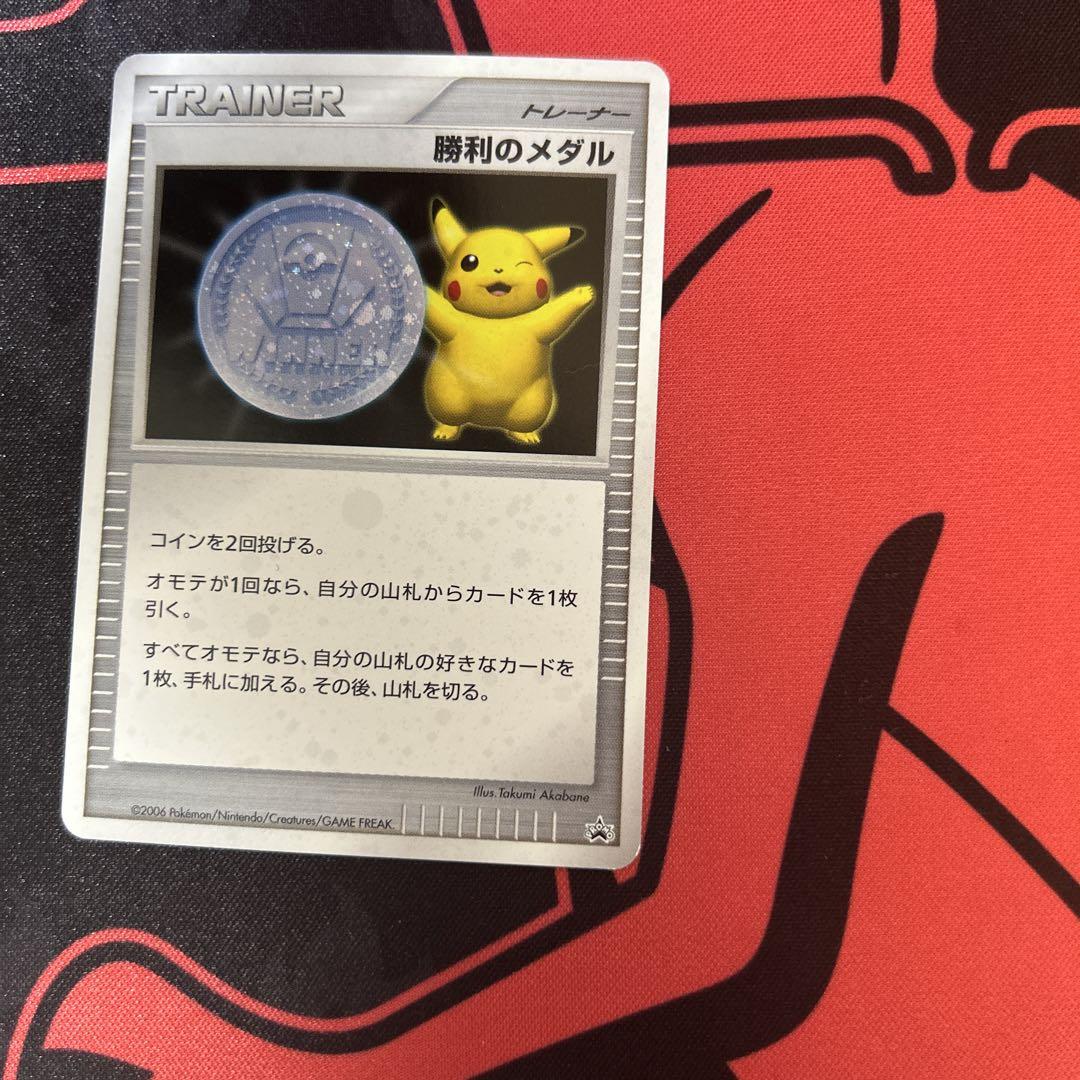 TRAINER
トレーナー
勝利のメダル
WINNER
コインを2回投げる。
オモテが1回なら、自分の山札からカードを1枚
引く。
すべてオモテなら、自分の山札の好きなカードを
1枚、手札に加える。その後、山札を切る。
Illus.Takumi Akabane
©2006 Pokémon/Nintendo/Creatures/GAME FREAK.